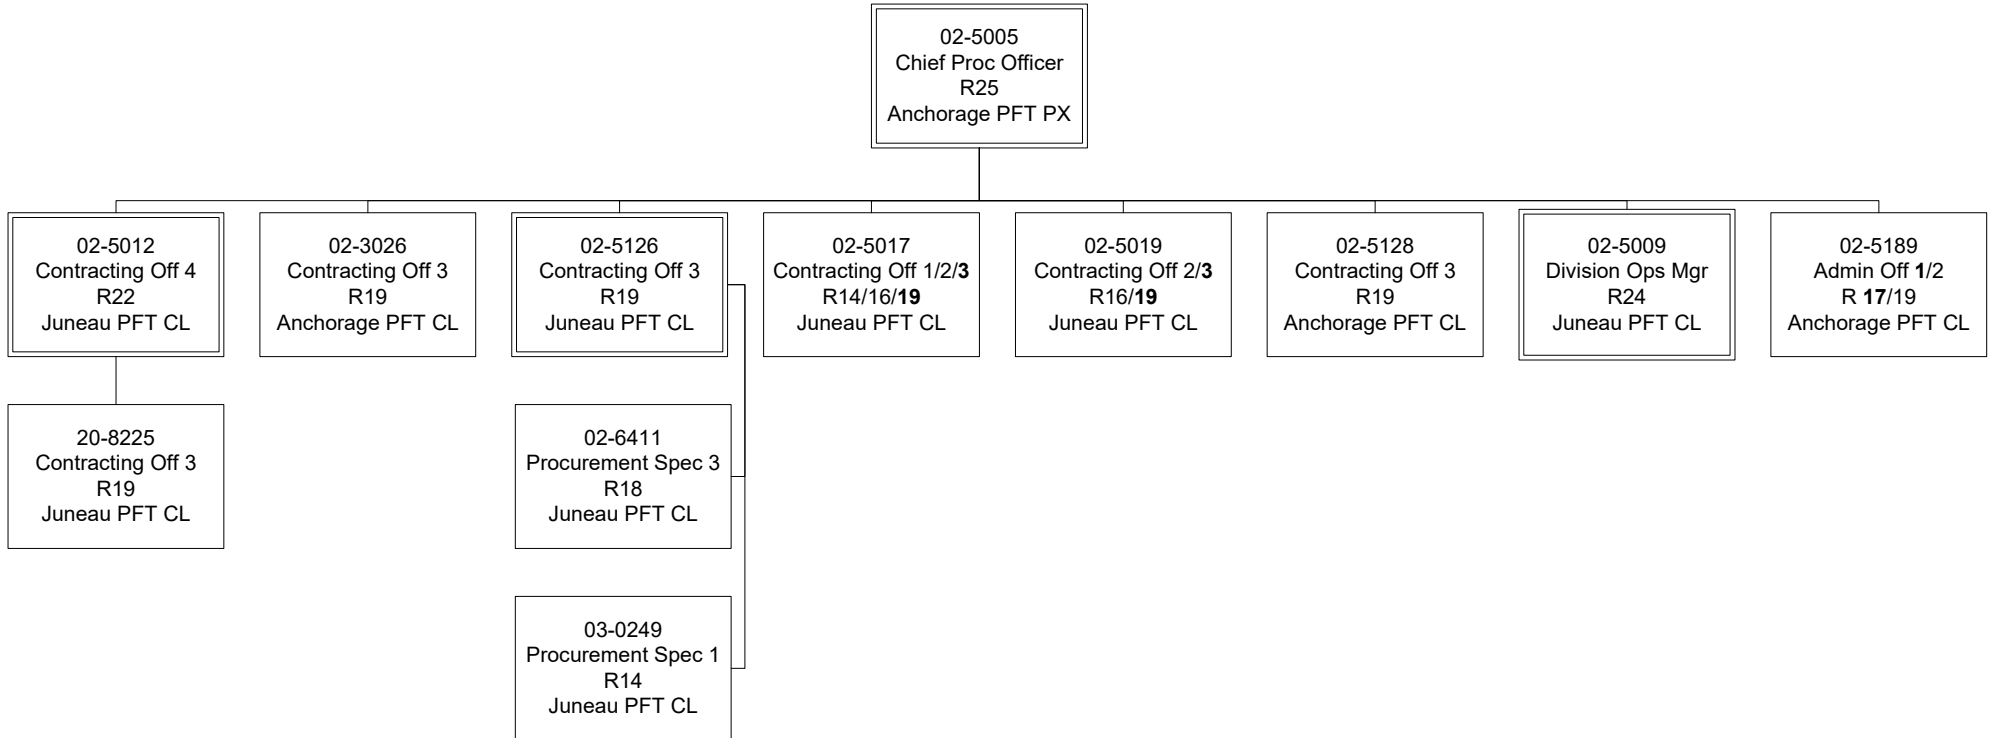 02-5005
Chief Proc Officer
R25
Anchorage PFT PX
02-5012
Contracting Off 4
R22
Juneau PFT CL
02-3026
Contracting Off 3
R19
Anchorage PFT CL
02-5126
Contracting Off 3
R19
Juneau PFT CL
02-5017
Contracting Off 1/2/3
R14/16/19
Juneau PFT CL
02-5019
Contracting Off 2/3
R16/19
Juneau PFT CL
02-5128
Contracting Off 3
R19
Anchorage PFT CL
02-5009
Division Ops Mgr
R24
Juneau PFT CL
02-5189
Admin Off 1/2
R 17/19
Anchorage PFT CL
20-8225
Contracting Off 3
R19
Juneau PFT CL
02-6411
Procurement Spec 3
R18
Juneau PFT CL
03-0249
Procurement Spec 1
R14
Juneau PFT CL